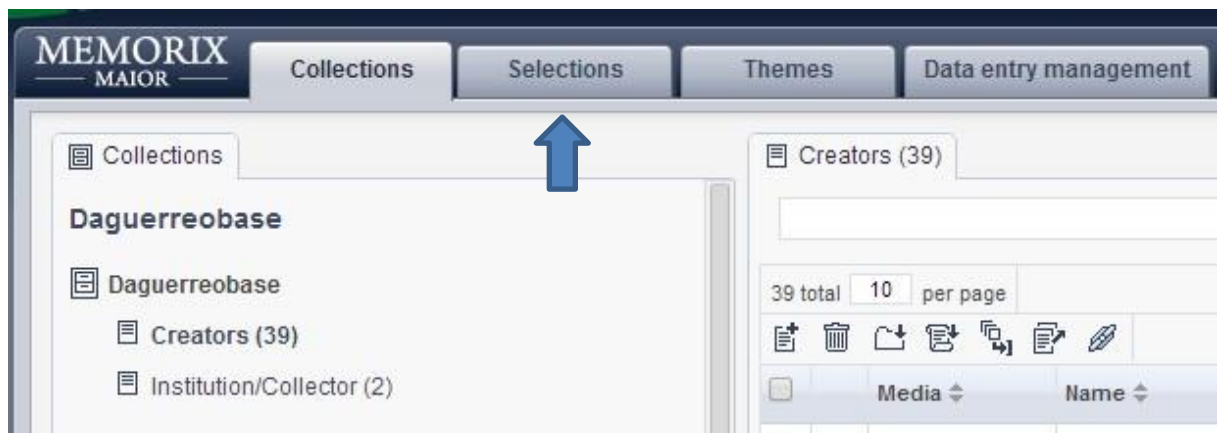 MEMORIX
MAIOR
Collections
Selections
Themes
Data entry management
Collections
Daguerreobase
Daguerreobase
Creators (39)
Institution/Collector (2)
Creators (39)
39 total 10 per page
Media Name